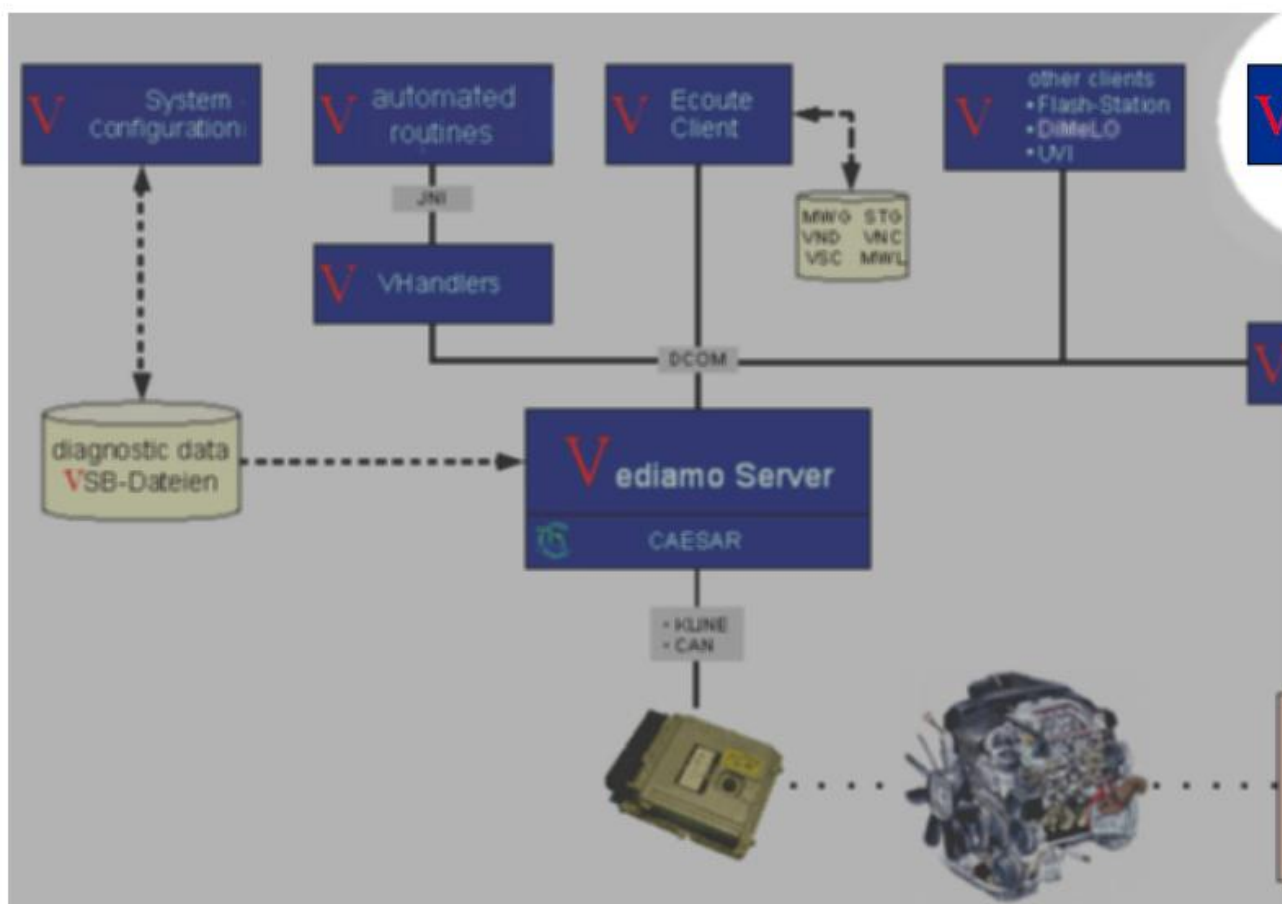 V System -
Configuration:
V automated
routines
V Ecoute
Client
V other clients
• Flash-Station
• DiMeLO
• UVI
V
JNI
MWG STG
VND VNC
VSC MWL
V VHandlers
DCOM
V
diagnostic data
VSB-Dateien
Vediamo Server
CAESAR
• KLINE
• CAN